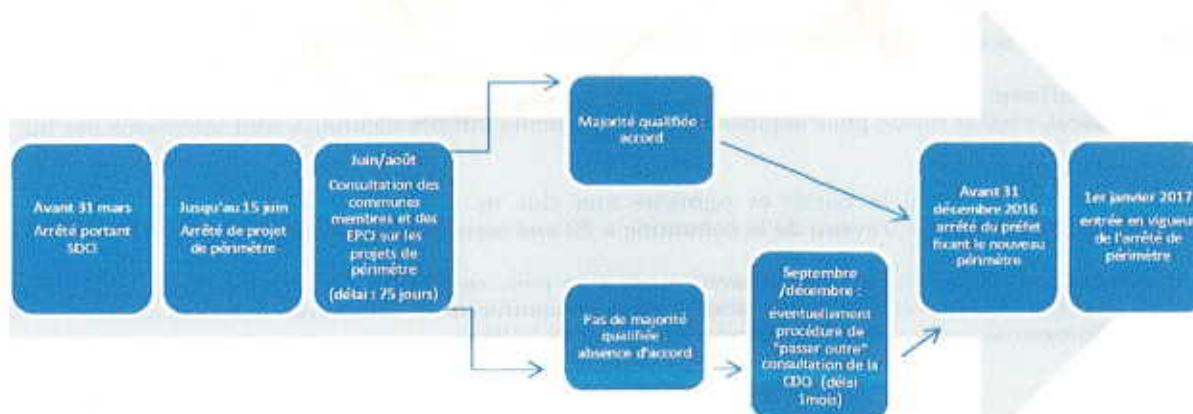 Avant 31 mars
Arrêté portant
SDCI
Jusqu'au 15 juin
Arrêté de projet
de périmètre
Juin/août
Consultation des
communes
membres et des
EPCI sur les
projets de
périmètre
(délai : 75 jours)
Majorité qualifiée :
accord
Pas de majorité
qualifiée
absence d'accord
Septembre
/décembre :
éventuellement
procédure de
"passer outre"
consultation de la
CDCI (délai
1mois)
Avant 31
décembre 2016
arrêté du préfet
fixant le nouveau
périmètre
1er janvier 2017
entrée en vigueur
de l'arrêté de
périmètre